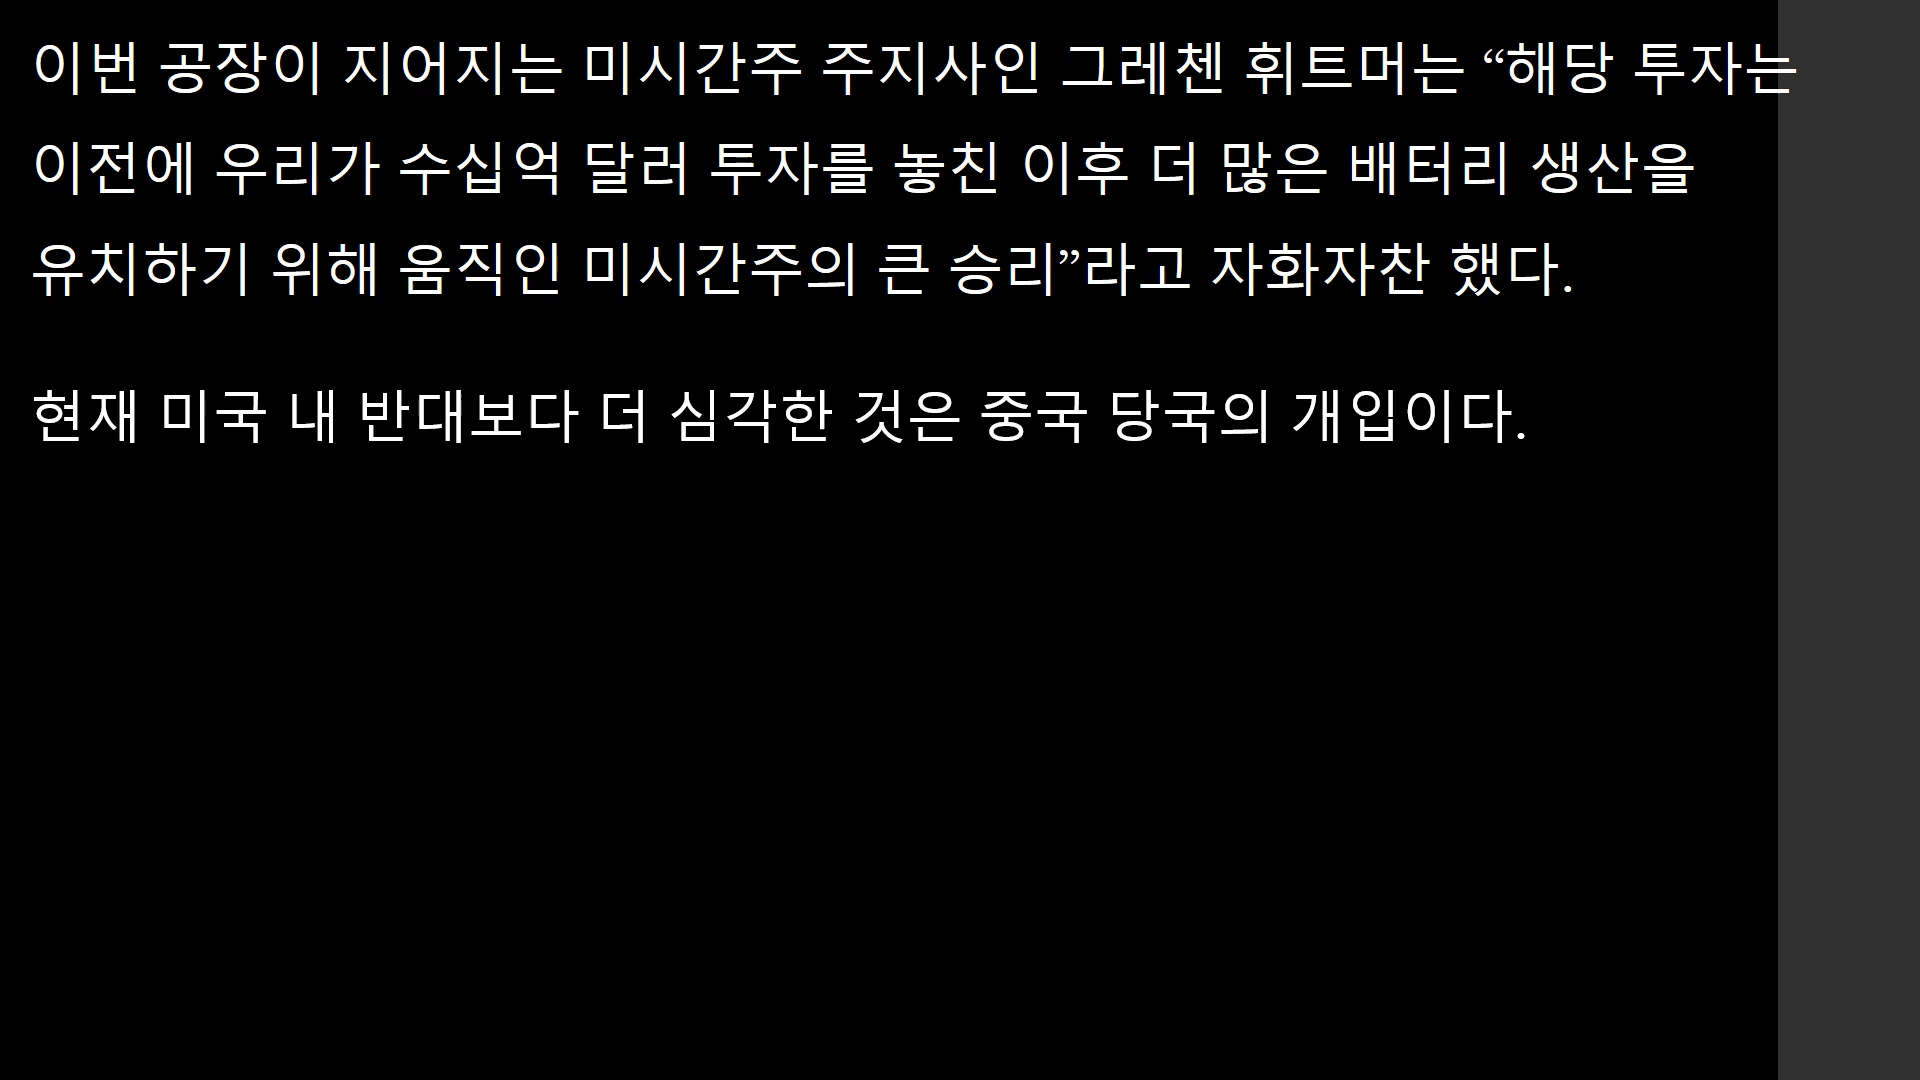 이번 공장이 지어지는 미시간주 주지사인 그레첸 휘트머는 “해당 투자는
이전에 우리가 수십억 달러 투자를 놓친 이후 더 많은 배터리 생산을
유치하기 위해 움직인 미시간주의 큰 승리”라고 자화자찬 했다.
현재 미국 내 반대보다 더 심각한 것은 중국 당국의 개입이다.